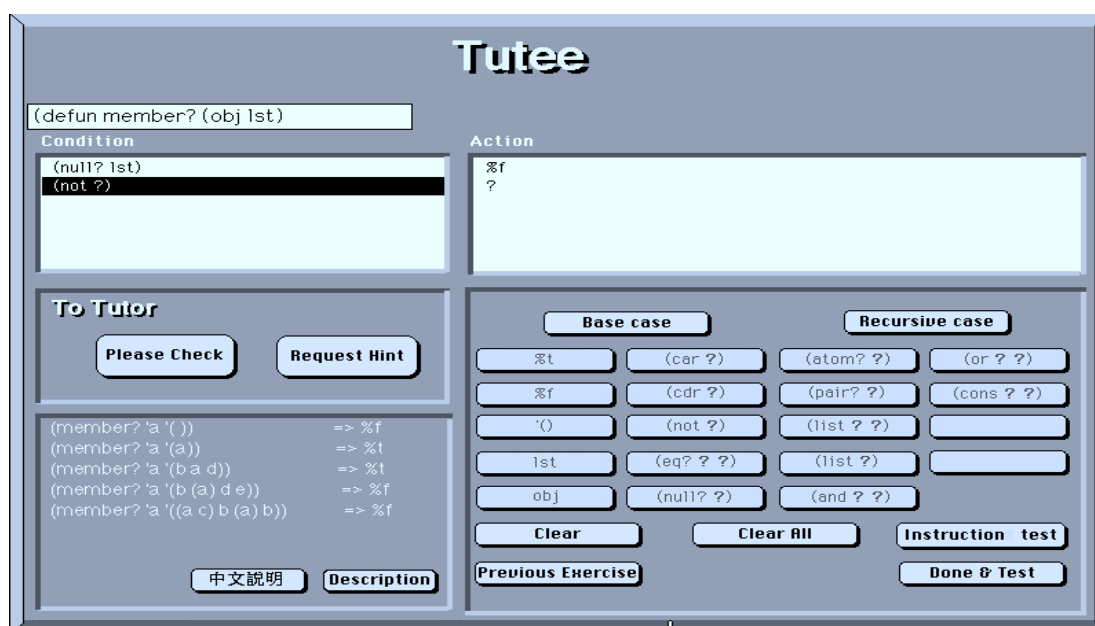 Tutee
(defun member? (obj lst)
Condition
Action
(null? lst)
%f
(not ?)
?
To Tutor
Please Check
Request Hint
(member? 'a '( )) => %f
(member? 'a '(a)) => %t
(member? 'a '(b a d)) => %t
(member? 'a '(b (a) d e)) => %f
(member? 'a '((a c) b (a) b)) => %f
中文說明
Description
Base case
Recursive case
%t (car ?) (atom? ?) (or ? ?)
%f (cdr ?) (pair? ?) (cons ? ?)
'() (not ?) (list ? ?)
lst (eq? ? ?) (list ?)
obj (null? ?) (and ? ?)
Clear
Clear All
Instruction test
Previous Exercise
Done & Test